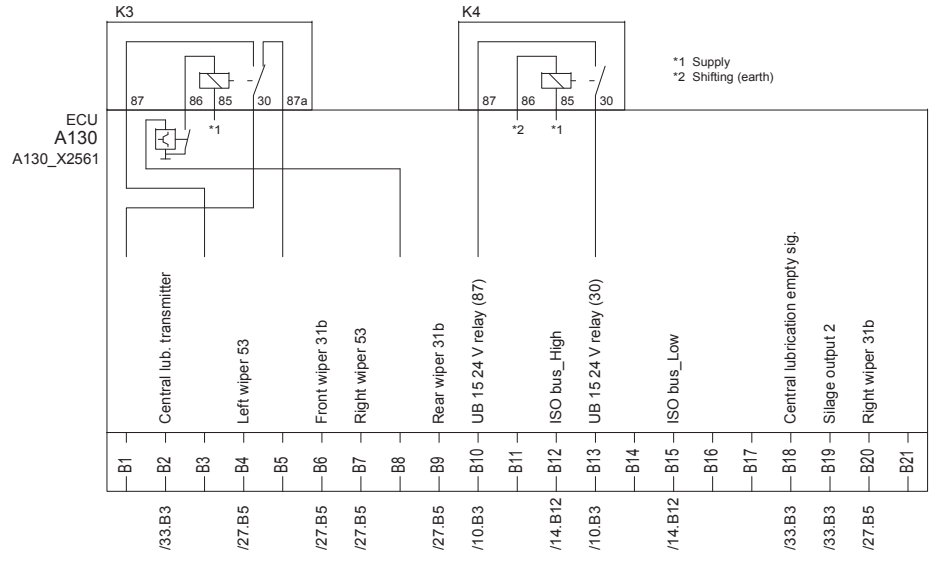 K3
K4
*1 Supply
*2 Shifting (earth)
87 86 85 30 87a
87 86 85 30
*1
*2 *1
ECU
A130
A130_X2561
Central lub. transmitter
Left wiper 53
Front wiper 31b
Right wiper 53
Rear wiper 31b
UB 15 24 V relay (87)
ISO bus_High
UB 15 24 V relay (30)
ISO bus_Low
Central lubrication empty sig.
Silage output 2
Right wiper 31b
B1 B2 B3 B4 B5 B6 B7 B8 B9 B10 B11 B12 B13 B14 B15 B16 B17 B18 B19 B20 B21
/33.B3 /27.B5 /27.B5 /27.B5 /27.B5 /10.B3 /14.B12 /10.B3 /14.B12 /33.B3 /33.B3 /27.B5